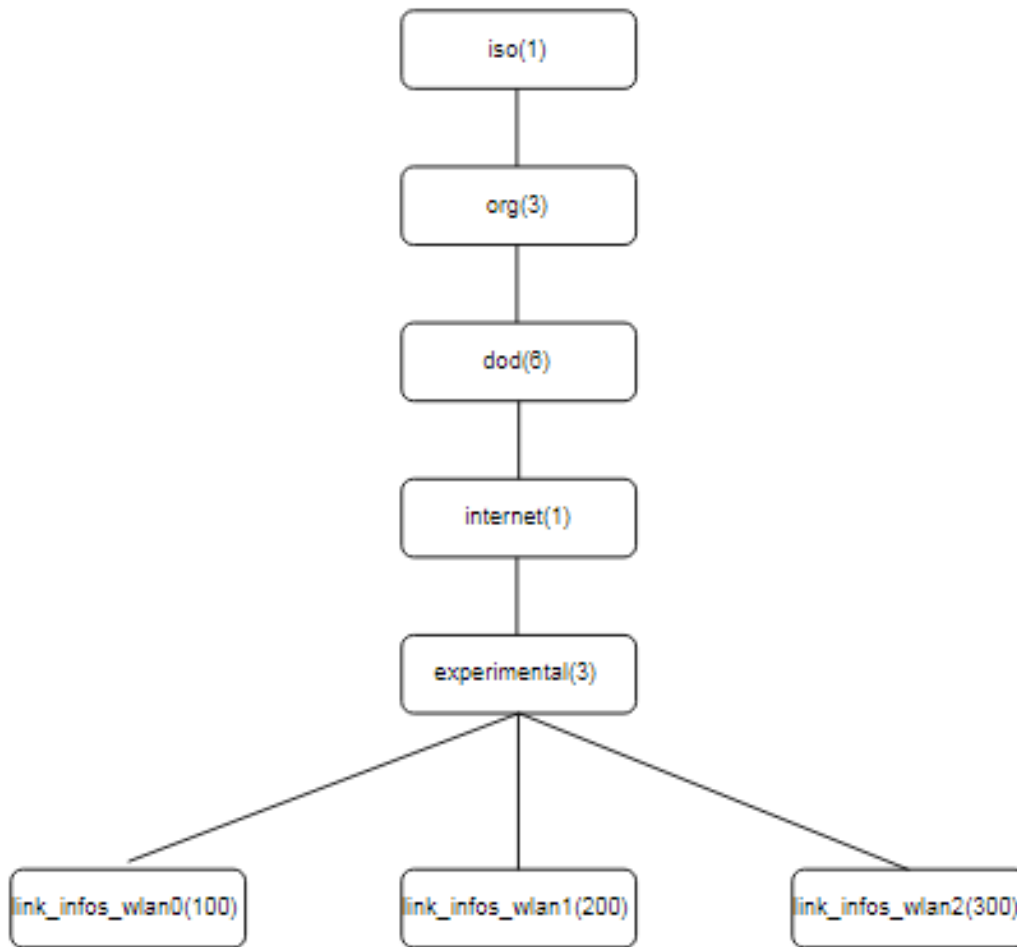 iso(1)
org(3)
dod(6)
internet(1)
experimental(3)
link_infos_wlan0(100)
link_infos_wlan1(200)
link_infos_wlan2(300)